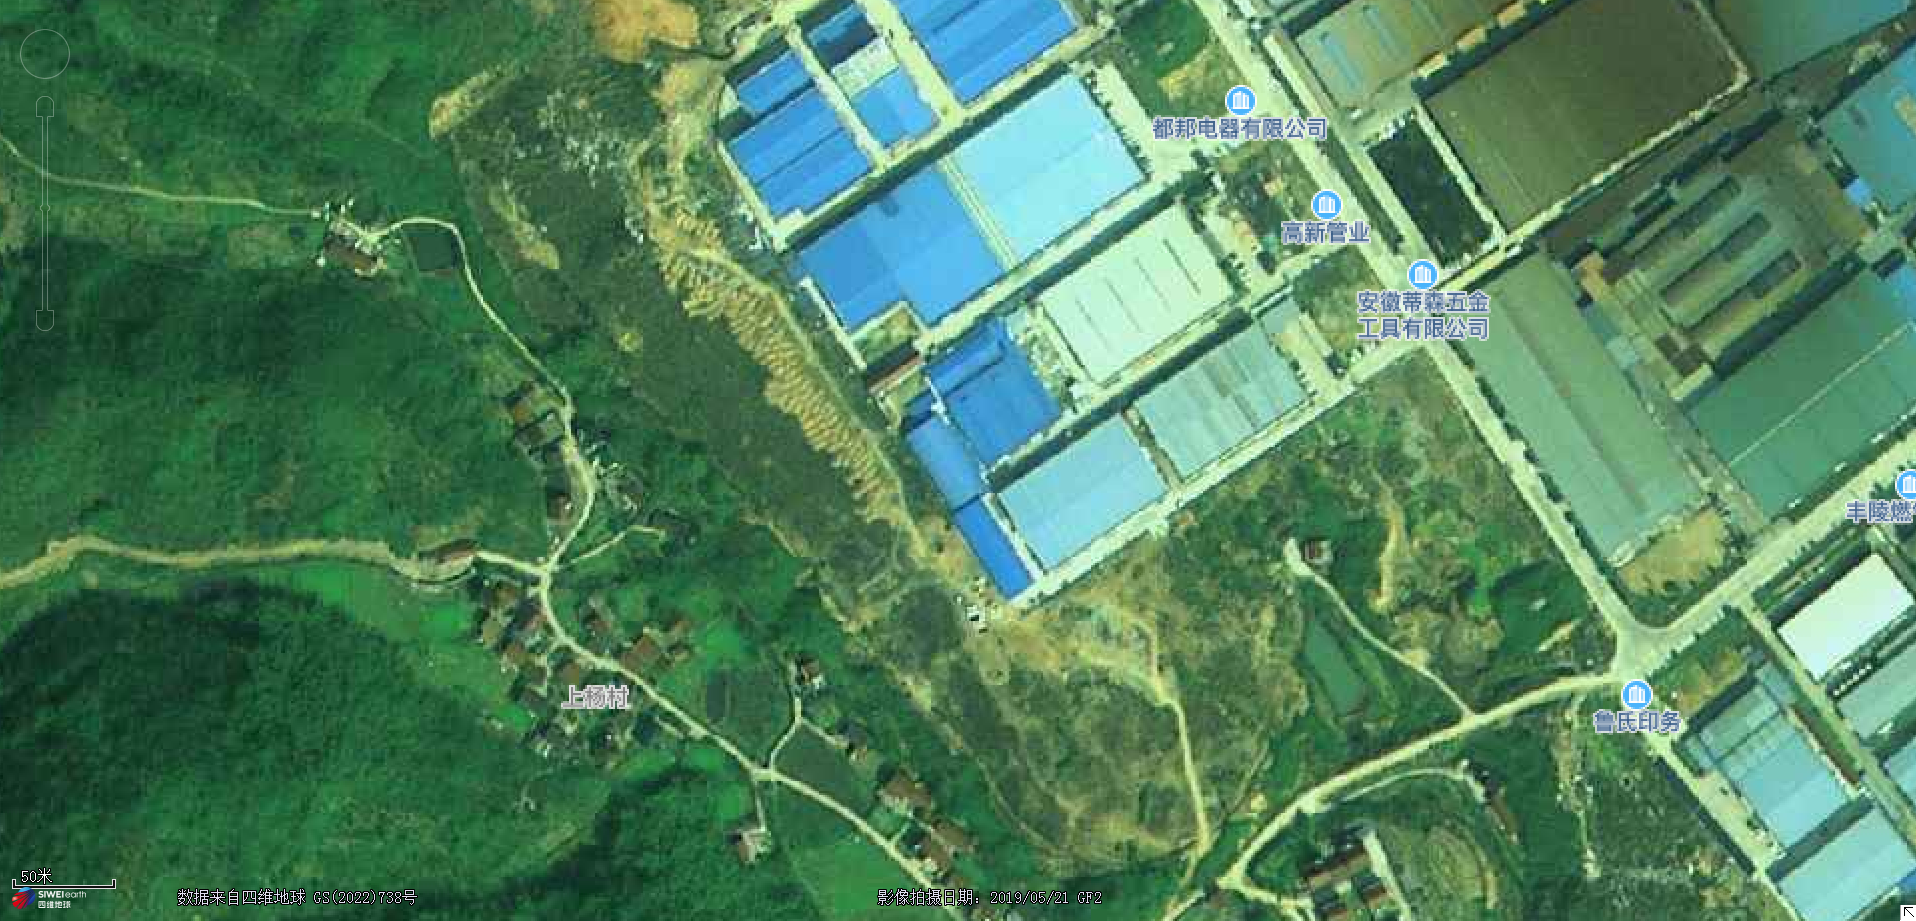 都邦电器有限公司
高新管业
安徽蒂森五金
工具有限公司
丰陵燃
鲁氏印务
上杨村
50米
SIWEI earth
四维地球
数据来自四维地球 GS(2022)738号
影像拍摄日期: 2019/05/21 GF2